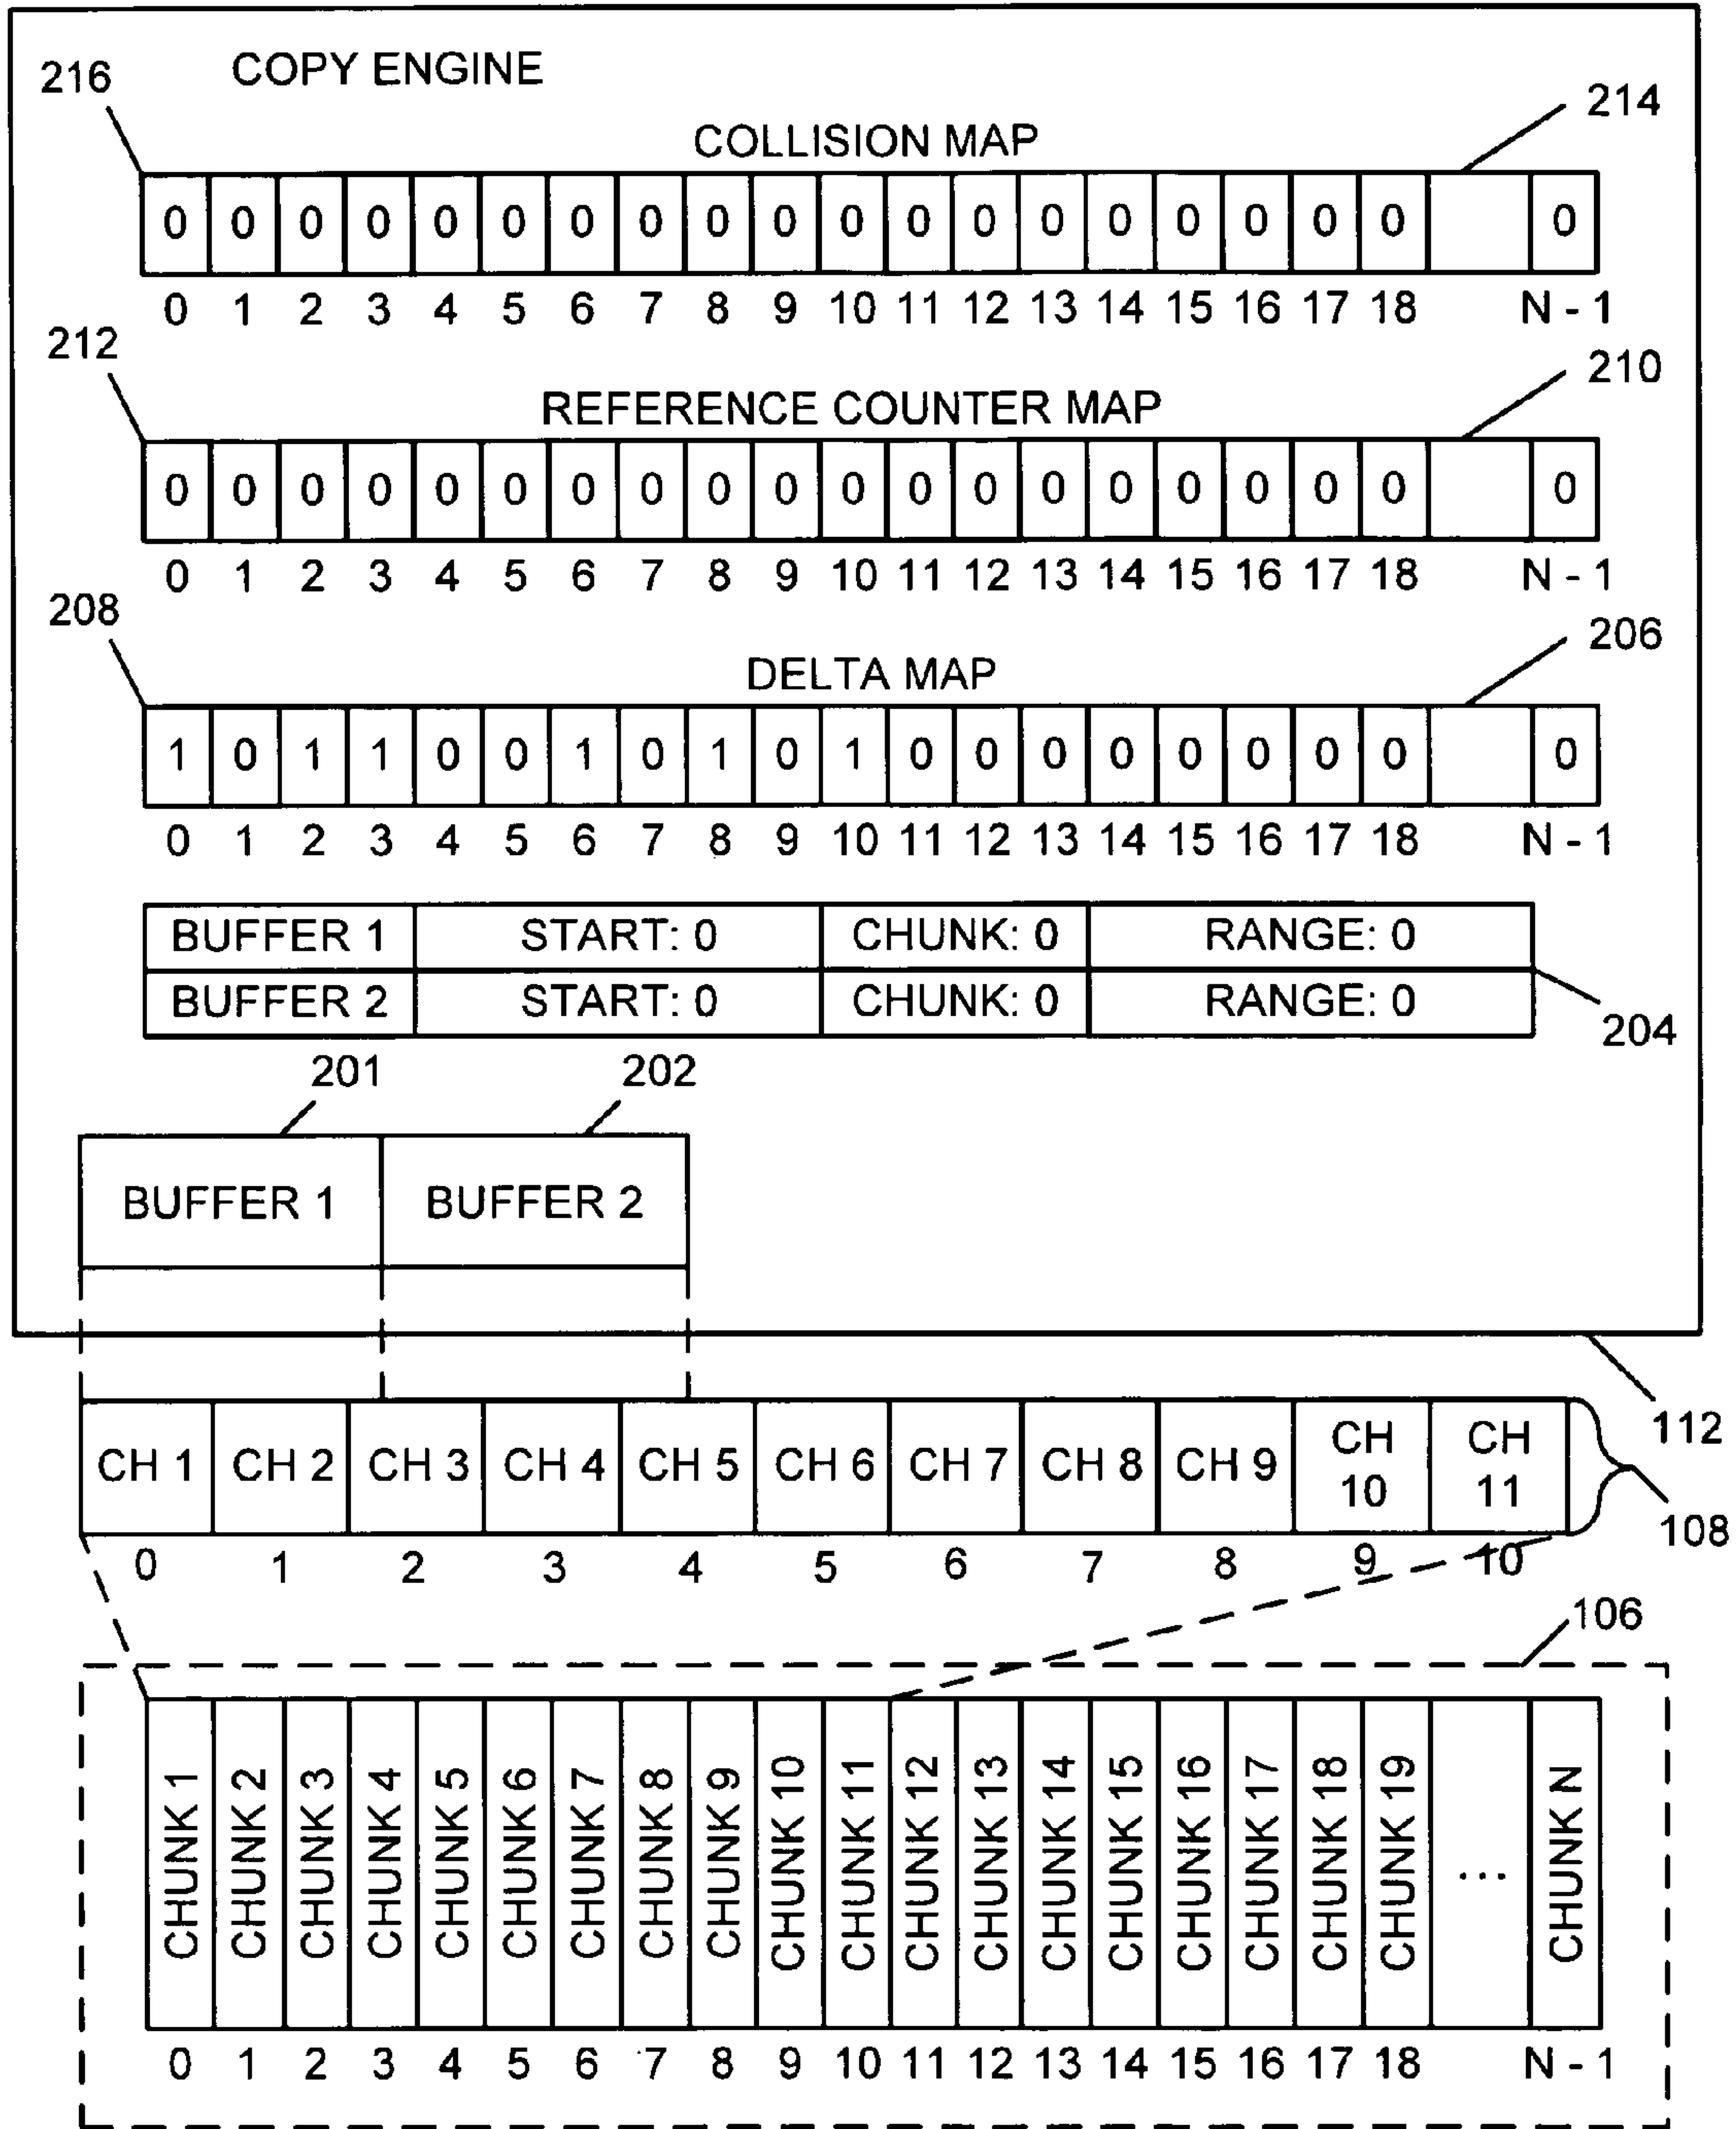 COPY ENGINE
216
214
COLLISION MAP
0 0 0 0 0 0 0 0 0 0 0 0 0 0 0 0 0 0 0 0
0 1 2 3 4 5 6 7 8 9 10 11 12 13 14 15 16 17 18 N - 1
212
210
REFERENCE COUNTER MAP
0 0 0 0 0 0 0 0 0 0 0 0 0 0 0 0 0 0 0 0
0 1 2 3 4 5 6 7 8 9 10 11 12 13 14 15 16 17 18 N - 1
208
206
DELTA MAP
1 0 1 1 0 0 1 0 1 0 1 0 0 0 0 0 0 0 0 0
0 1 2 3 4 5 6 7 8 9 10 11 12 13 14 15 16 17 18 N - 1
BUFFER 1 START: 0 CHUNK: 0 RANGE: 0
BUFFER 2 START: 0 CHUNK: 0 RANGE: 0
204
201 202
BUFFER 1 BUFFER 2
112
CH 1 CH 2 CH 3 CH 4 CH 5 CH 6 CH 7 CH 8 CH 9 CH 10 CH 11
108
0 1 2 3 4 5 6 7 8 9 10
106
CHUNK 1 CHUNK 2 CHUNK 3 CHUNK 4 CHUNK 5 CHUNK 6 CHUNK 7 CHUNK 8 CHUNK 9 CHUNK 10 CHUNK 11 CHUNK 12 CHUNK 13 CHUNK 14 CHUNK 15 CHUNK 16 CHUNK 17 CHUNK 18 CHUNK 19 ... CHUNK N
0 1 2 3 4 5 6 7 8 9 10 11 12 13 14 15 16 17 18 N - 1